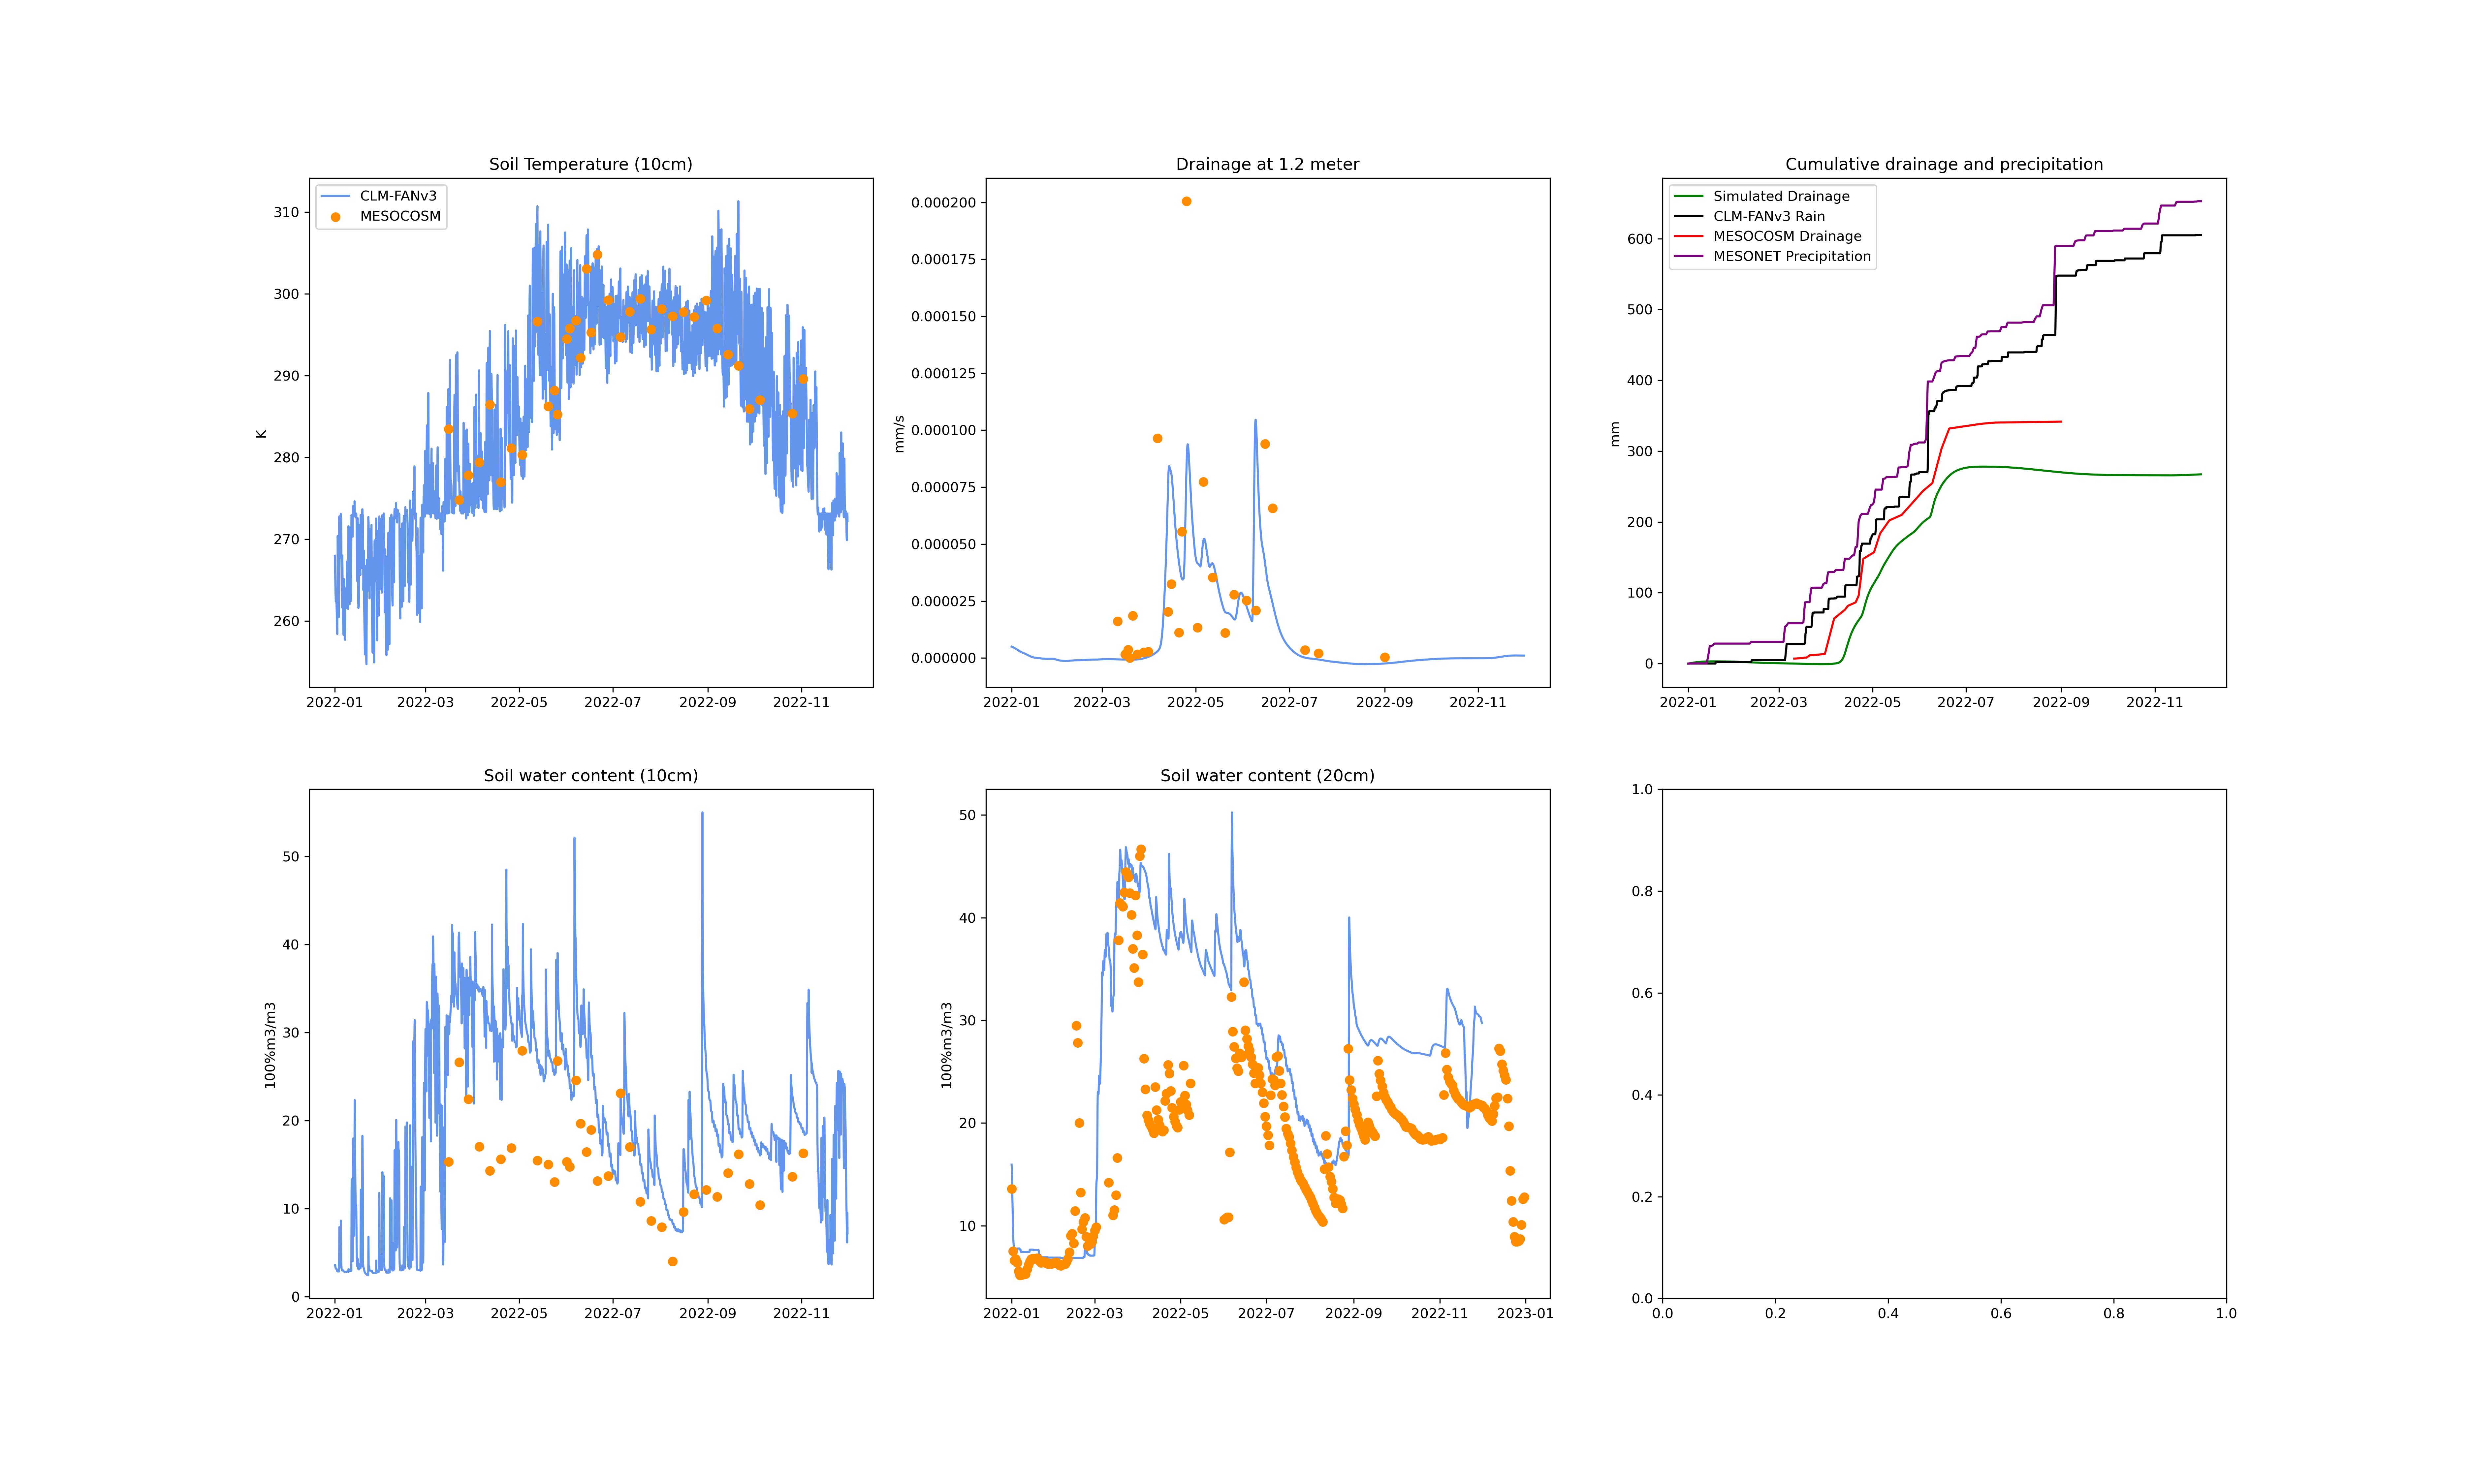 Soil Temperature (10cm)
CLM-FANv3
MESOCOSM
310
300
290
280
270
260
K
2022-01 2022-03 2022-05 2022-07 2022-09 2022-11
Drainage at 1.2 meter
0.000200
0.000175
0.000150
0.000125
0.000100
0.000075
0.000050
0.000025
0.000000
mm/s
2022-01 2022-03 2022-05 2022-07 2022-09 2022-11
Cumulative drainage and precipitation
Simulated Drainage
CLM-FANv3 Rain
MESOCOSM Drainage
MESONET Precipitation
600
500
400
300
200
100
0
mm
2022-01 2022-03 2022-05 2022-07 2022-09 2022-11
Soil water content (10cm)
50
40
30
20
10
0
100%m3/m3
2022-01 2022-03 2022-05 2022-07 2022-09 2022-11
Soil water content (20cm)
50
40
30
20
10
100%m3/m3
2022-01 2022-03 2022-05 2022-07 2022-09 2022-11 2023-01
1.0
0.8
0.6
0.4
0.2
0.0
0.0 0.2 0.4 0.6 0.8 1.0